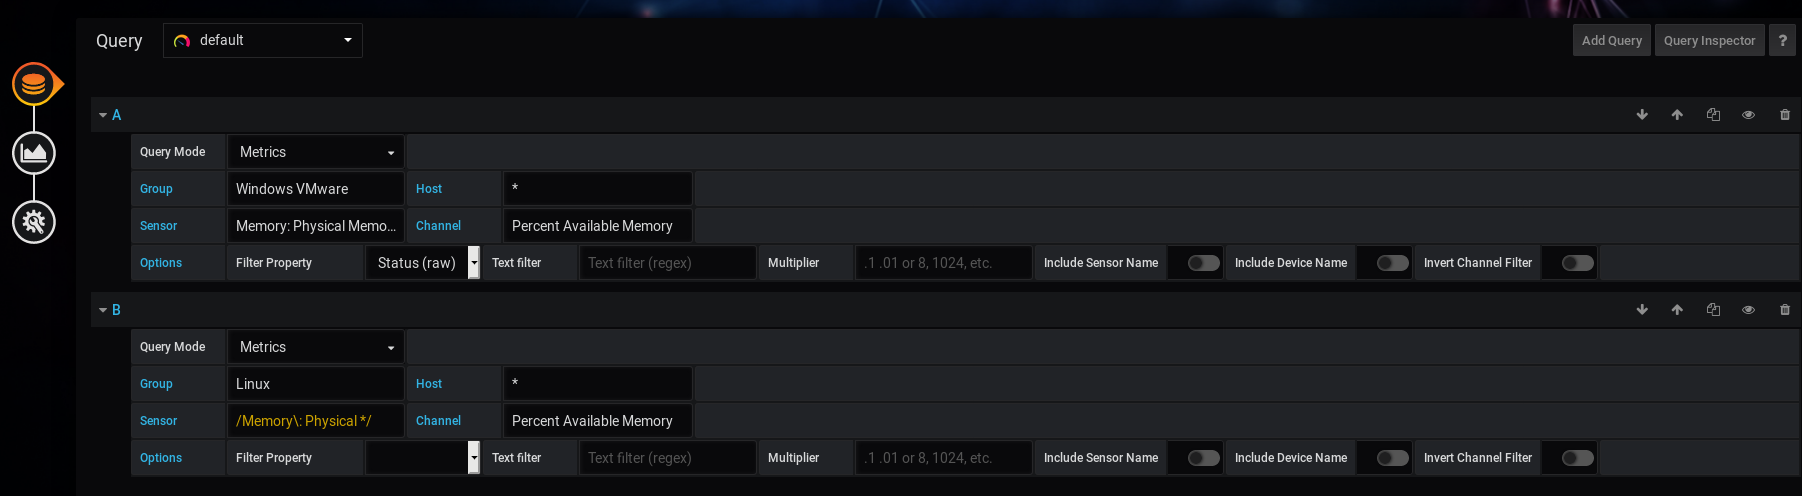 Query default Add Query Query Inspector ?
A
Query Mode Metrics
Group Windows VMware Host *
Sensor Memory: Physical Memo... Channel Percent Available Memory
Options Filter Property Status (raw) Text filter Text filter (regex) Multiplier .1 .01 or 8, 1024, etc. Include Sensor Name Include Device Name Invert Channel Filter
B
Query Mode Metrics
Group Linux Host *
Sensor /Memory\: Physical */ Channel Percent Available Memory
Options Filter Property Text filter Text filter (regex) Multiplier .1 .01 or 8, 1024, etc. Include Sensor Name Include Device Name Invert Channel Filter